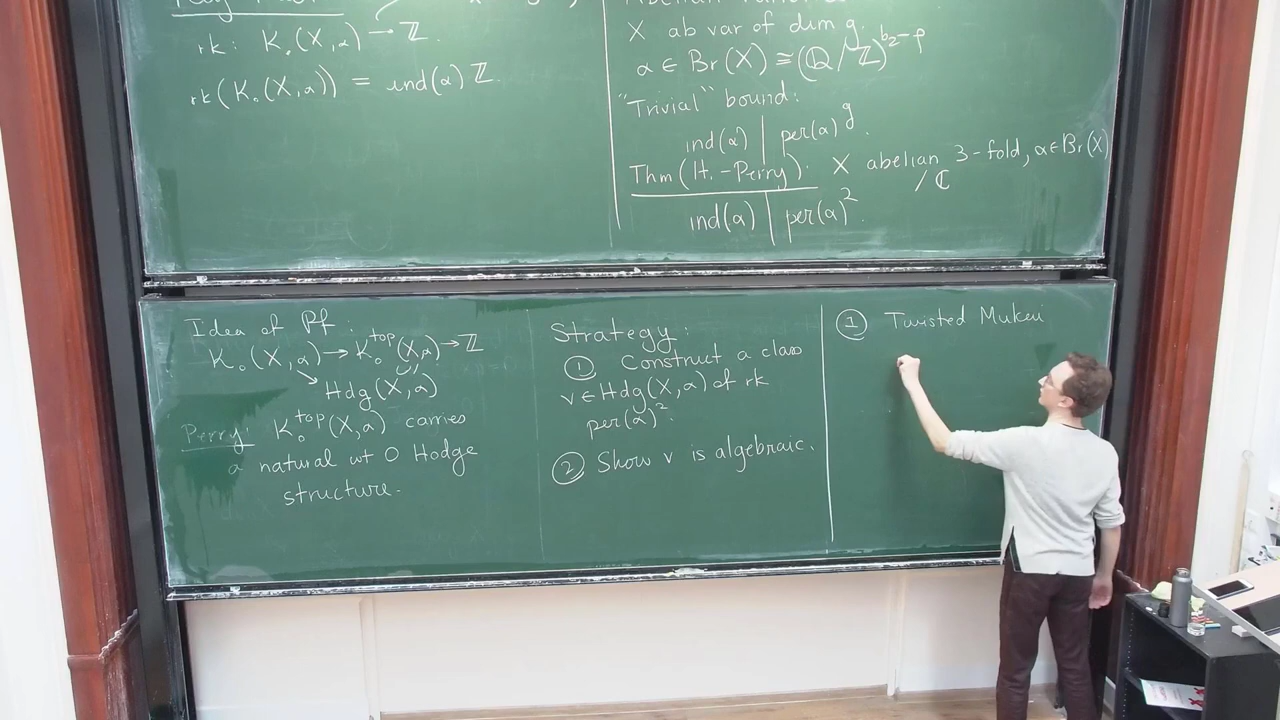 rk: K₀(X,α) → ℤ.
rk(K₀(X,α)) = ind(α) ℤ.
X ab var of dim g.
α ∈ Br(X) ≅ (ℚ/ℤ)^{b₂-ρ}
"Trivial" bound:
ind(α) | per(α)^g.
Thm (H.-Perry): X abelian 3-fold, α∈Br(X)
/ℂ
ind(α) | per(α)².
Idea of Pf:
K₀(X,α) → K₀^{top}(X,α) → ℤ
↘ ∪
Hdg(X,α)
Perry: K₀^{top}(X,α) carries
a natural wt 0 Hodge
structure.
Strategy:
① Construct a class
v ∈ Hdg(X,α) of rk
per(α)².
② Show v is algebraic.
① Twisted Mukai